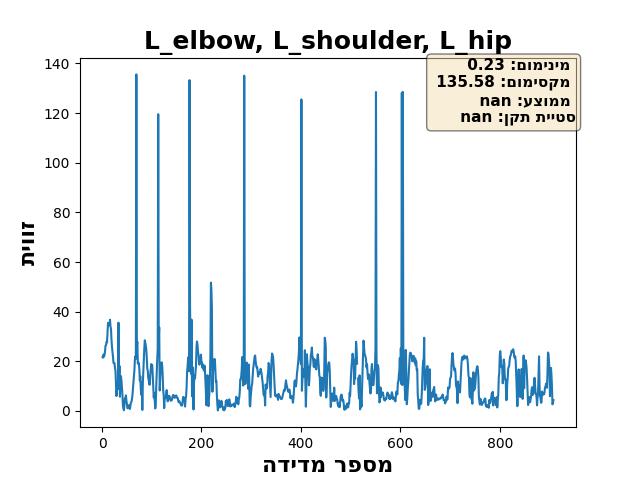 L_elbow, L_shoulder, L_hip
מינימום: 0.23
מקסימום: 135.58
ממוצע: nan
סטיית תקן: nan
140
120
100
80
60
40
20
0
זווית
0 200 400 600 800
מספר מדידה